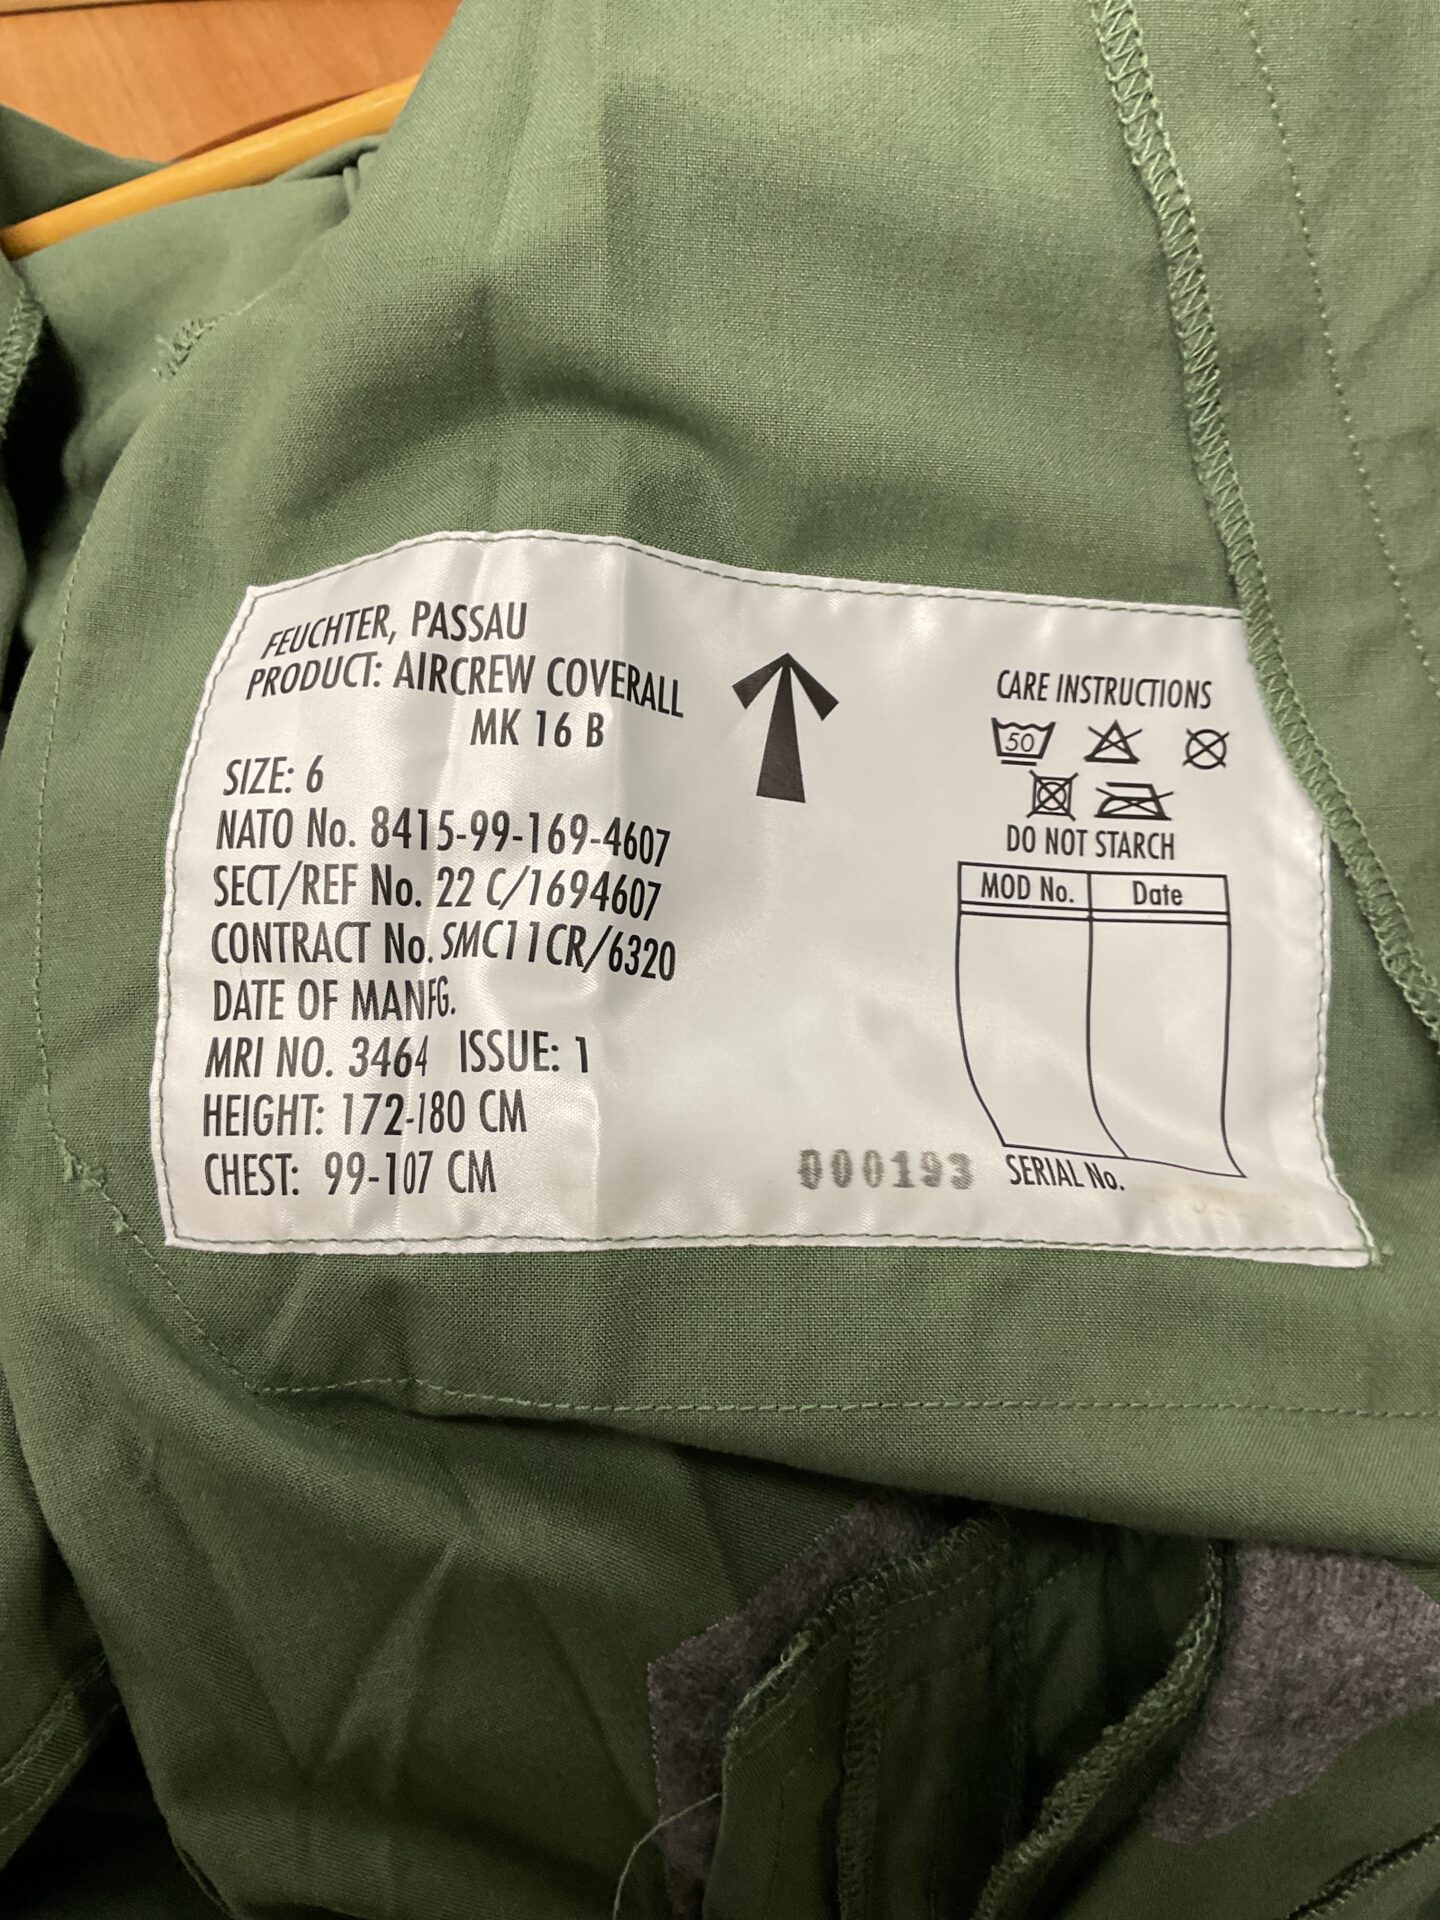 FEUCHTER, PASSAU
PRODUCT: AIRCREW COVERALL
MK 16 B
SIZE: 6
NATO No. 8415-99-169-4607
SECT/REF No. 22 C/1694607
CONTRACT No. SMC11CR/6320
DATE OF MANFG.
MRI NO. 3464 ISSUE: 1
HEIGHT: 172-180 CM
CHEST: 99-107 CM
CARE INSTRUCTIONS
50
DO NOT STARCH
MOD No. Date
000193 SERIAL No.